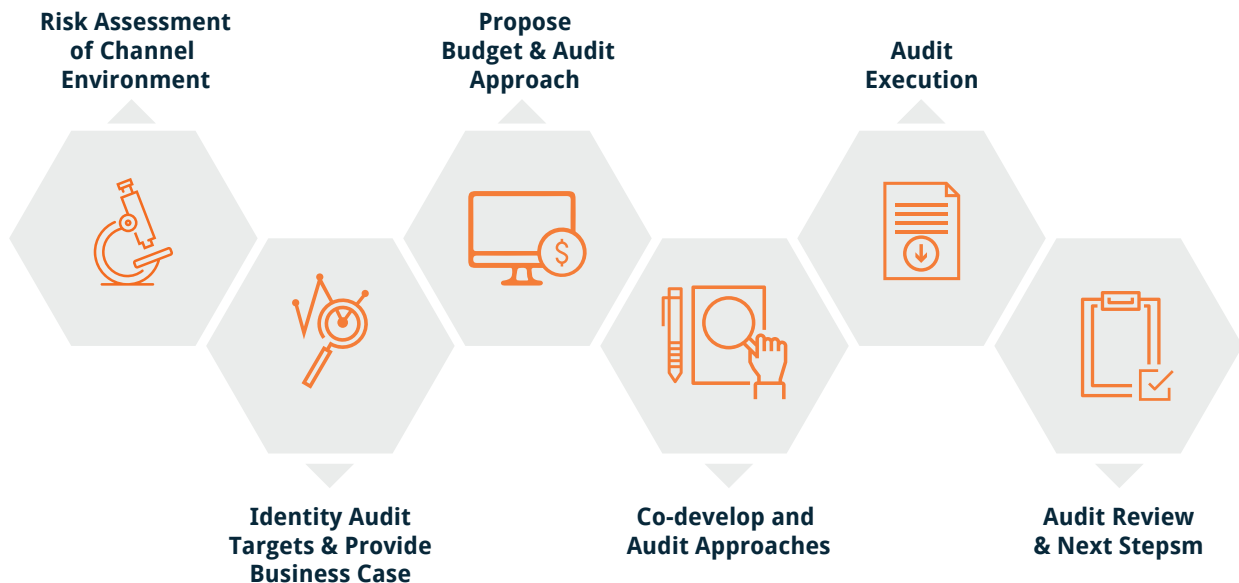 Risk Assessment
of Channel
Environment
Identity Audit
Targets & Provide
Business Case
Propose
Budget & Audit
Approach
$
Co-develop and
Audit Approaches
Audit
Execution
Audit Review
& Next Stepsm